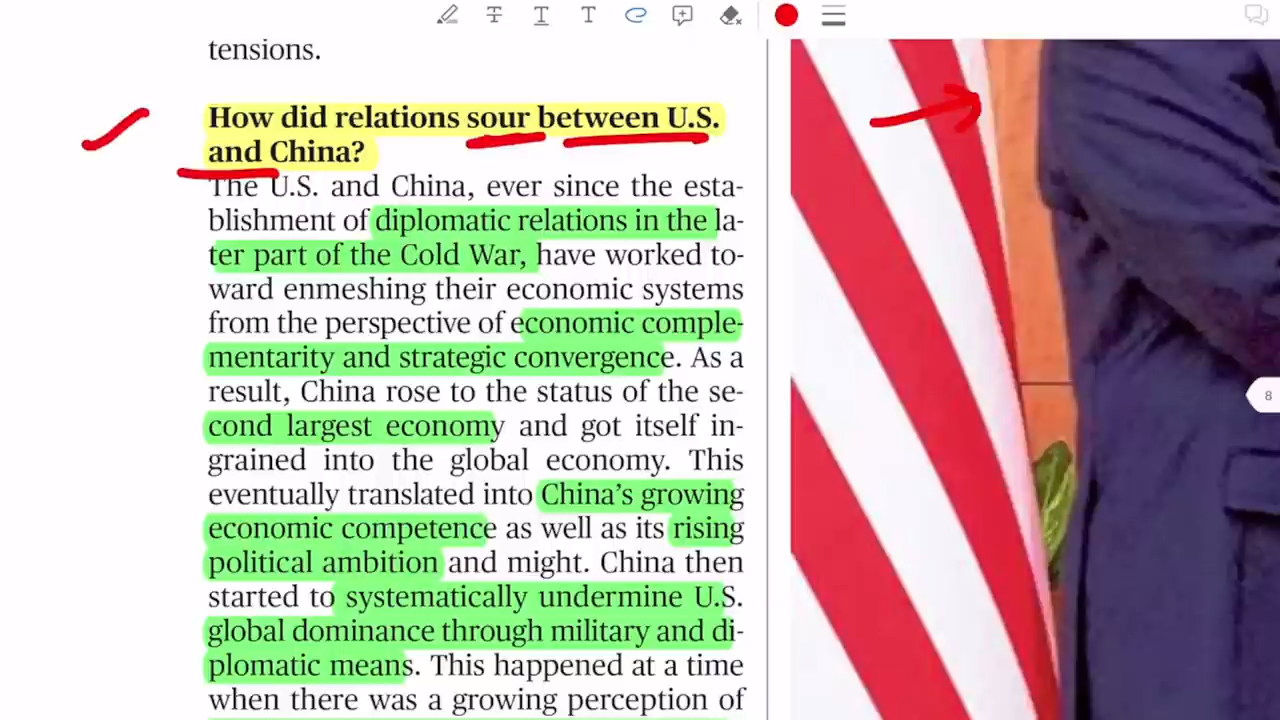 tensions.
How did relations sour between U.S.
and China?
The U.S. and China, ever since the esta-
blishment of diplomatic relations in the la-
ter part of the Cold War, have worked to-
ward enmeshing their economic systems
from the perspective of economic comple-
mentarity and strategic convergence. As a
result, China rose to the status of the se-
cond largest economy and got itself in-
grained into the global economy. This
eventually translated into China's growing
economic competence as well as its rising
political ambition and might. China then
started to systematically undermine U.S.
global dominance through military and di-
plomatic means. This happened at a time
when there was a growing perception of
8